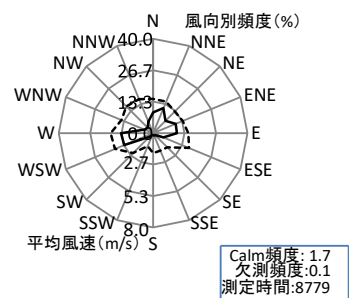 N
風向別頻度(%)
NNW
40.0
NNE
NW
NE
26.7
WNW
ENE
13.3
W
0.0
E
WSW
2.7
ESE
SW
5.3
SE
SSW
8.0
SSE
平均風速(m/s)
S
Calm頻度: 1.7
欠測頻度:0.1
測定時間:8779